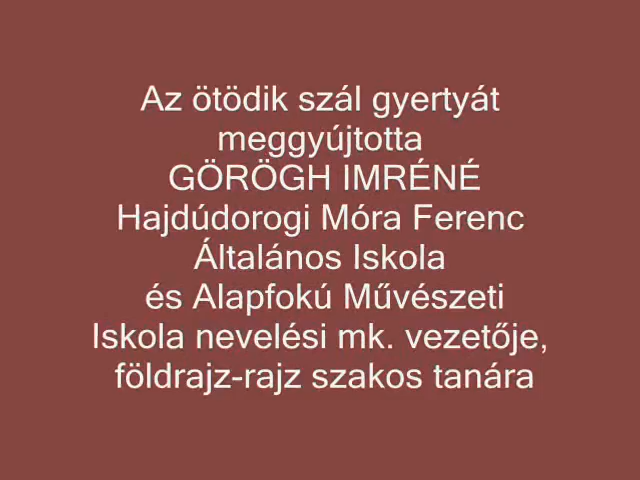 Az ötödik szál gyertyát
meggyújtotta
GÖRÖGH IMRÉNÉ
Hajdúdorogi Móra Ferenc
Általános Iskola
és Alapfokú Művészeti
Iskola nevelési mk. vezetője,
földrajz-rajz szakos tanára